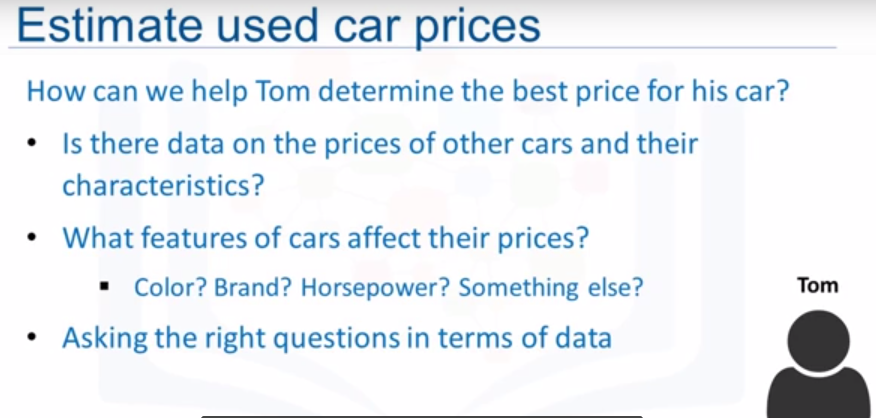 Estimate used car prices
How can we help Tom determine the best price for his car?
• Is there data on the prices of other cars and their
characteristics?
• What features of cars affect their prices?
▪ Color? Brand? Horsepower? Something else?
Tom
• Asking the right questions in terms of data